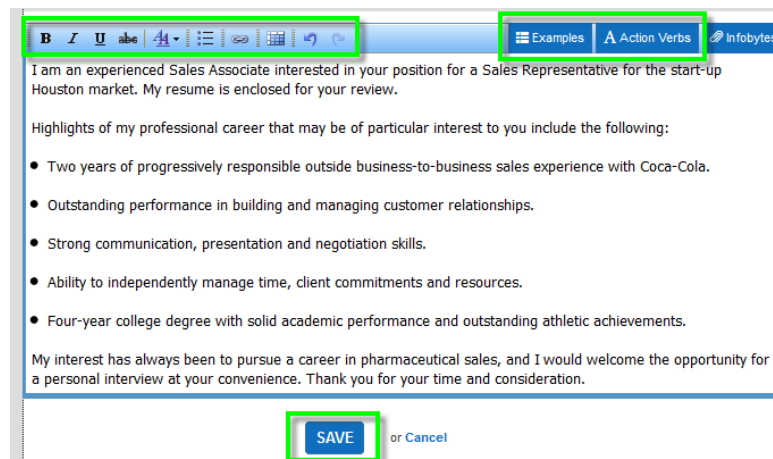 B I U abc A Examples A Action Verbs Infobytes
I am an experienced Sales Associate interested in your position for a Sales Representative for the start-up
Houston market. My resume is enclosed for your review.
Highlights of my professional career that may be of particular interest to you include the following:
• Two years of progressively responsible outside business-to-business sales experience with Coca-Cola.
• Outstanding performance in building and managing customer relationships.
• Strong communication, presentation and negotiation skills.
• Ability to independently manage time, client commitments and resources.
• Four-year college degree with solid academic performance and outstanding athletic achievements.
My interest has always been to pursue a career in pharmaceutical sales, and I would welcome the opportunity for
a personal interview at your convenience. Thank you for your time and consideration.
SAVE or Cancel